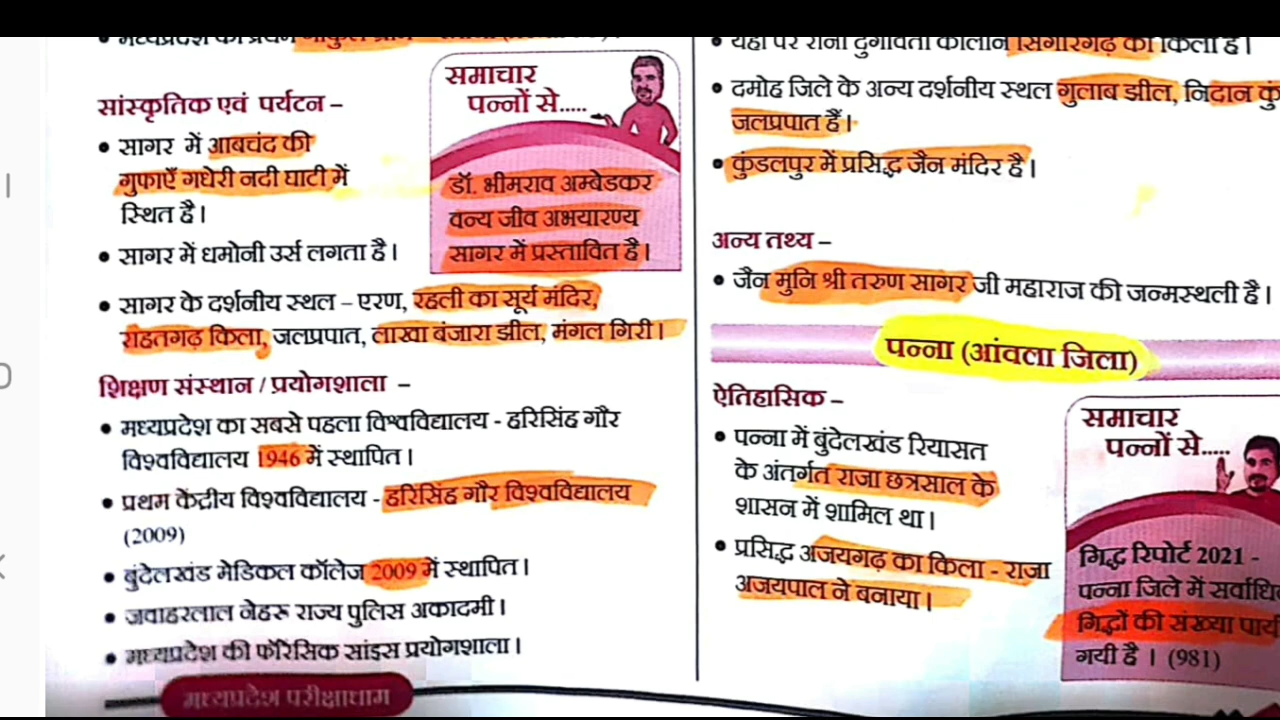 सांस्कृतिक एवं पर्यटन –
• सागर में आबचंद की
गुफाएँ गधेरी नदी घाटी में
स्थित है।
• सागर में धमोनी उर्स लगता है।
समाचार
पन्नों से.....
डॉ. भीमराव अम्बेडकर
वन्य जीव अभयारण्य
सागर में प्रस्तावित है।
• सागर के दर्शनीय स्थल – एरण, रहली का सूर्य मंदिर,
राहतगढ़ किला, जलप्रपात, लाखा बंजारा झील, मंगल गिरी।
शिक्षण संस्थान / प्रयोगशाला –
• मध्यप्रदेश का सबसे पहला विश्वविद्यालय - हरिसिंह गौर
विश्वविद्यालय 1946 में स्थापित।
• प्रथम केंद्रीय विश्वविद्यालय - हरिसिंह गौर विश्वविद्यालय
(2009)
• बुंदेलखंड मेडिकल कॉलेज 2009 में स्थापित।
• जवाहरलाल नेहरू राज्य पुलिस अकादमी।
• मध्यप्रदेश की फॉरेंसिक सांइस प्रयोगशाला।
मध्यप्रदेश परीक्षाधाम
• यहां पर रानी दुर्गावती कालीन सिंगोरगढ़ का किला है।
• दमोह जिले के अन्य दर्शनीय स्थल गुलाब झील, निदान
जलप्रपात हैं।
• कुंडलपुर में प्रसिद्ध जैन मंदिर है।
अन्य तथ्य –
• जैन मुनि श्री तरुण सागर जी महाराज की जन्मस्थली है।
पन्ना (आंवला जिला)
ऐतिहासिक –
• पन्ना में बुंदेलखंड रियासत
के अंतर्गत राजा छत्रसाल के
शासन में शामिल था।
• प्रसिद्ध अजयगढ़ का किला - राजा
अजयपाल ने बनाया।
समाचार
पन्नों से.....
गिद्ध रिपोर्ट 2021 -
पन्ना जिले में
गिद्धों की संख्या
गयी है। (981)